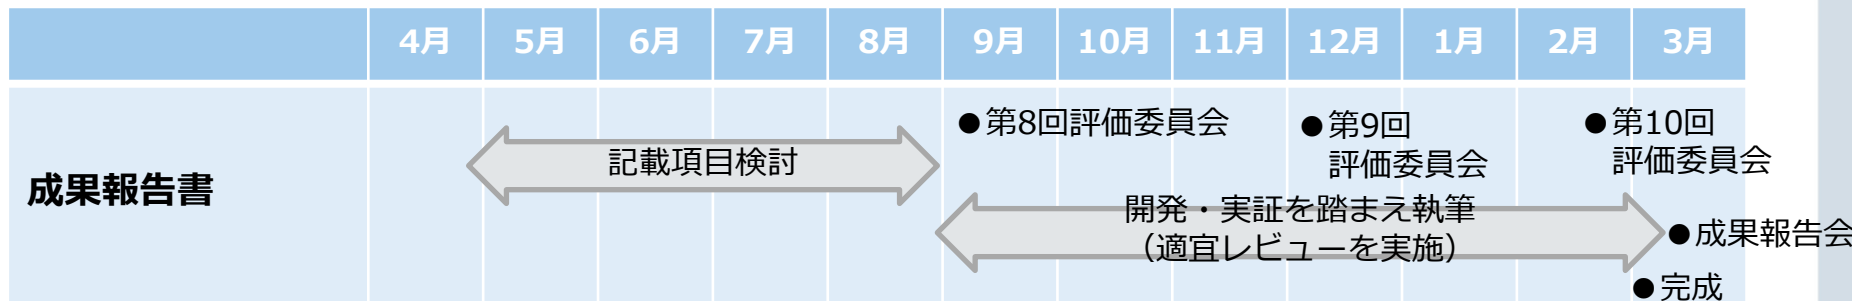 4月 5月 6月 7月 8月 9月 10月 11月 12月 1月 2月 3月
成果報告書
記載項目検討
●第8回評価委員会
●第9回
評価委員会
●第10回
評価委員会
開発・実証を踏まえ執筆
（適宜レビューを実施）
●成果報告会
●完成